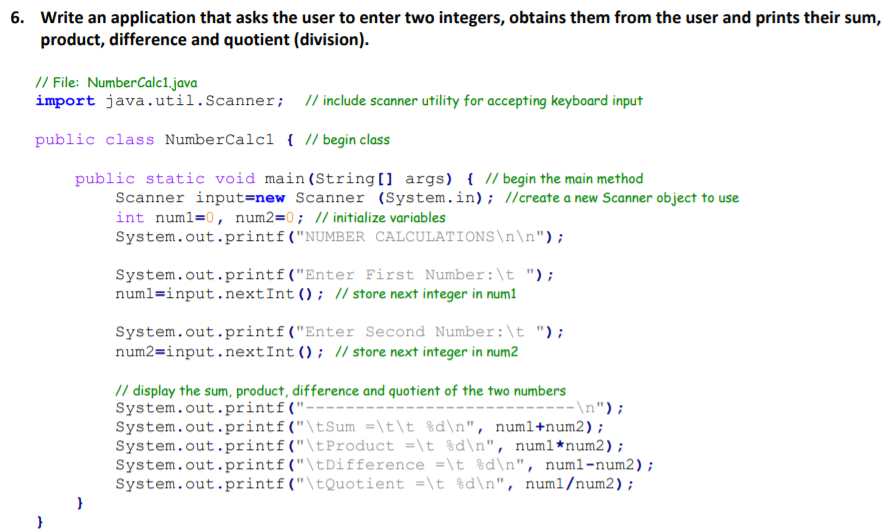 6. Write an application that asks the user to enter two integers, obtains them from the user and prints their sum,
product, difference and quotient (division).
// File: NumberCalc1.java
import java.util.Scanner; // include scanner utility for accepting keyboard input
public class NumberCalc1 { // begin class
public static void main(String[] args) { // begin the main method
Scanner input=new Scanner (System.in); //create a new Scanner object to use
int num1=0, num2=0; // initialize variables
System.out.printf("NUMBER CALCULATIONS\n\n");
System.out.printf("Enter First Number:\t ");
num1=input.nextInt(); // store next integer in num1
System.out.printf("Enter Second Number:\t ");
num2=input.nextInt(); // store next integer in num2
// display the sum, product, difference and quotient of the two numbers
System.out.printf("----------------------------\n");
System.out.printf("\tSum =\t\t %d\n", num1+num2);
System.out.printf("\tProduct =\t %d\n", num1*num2);
System.out.printf("\tDifference =\t %d\n", num1-num2);
System.out.printf("\tQuotient =\t %d\n", num1/num2);
}
}